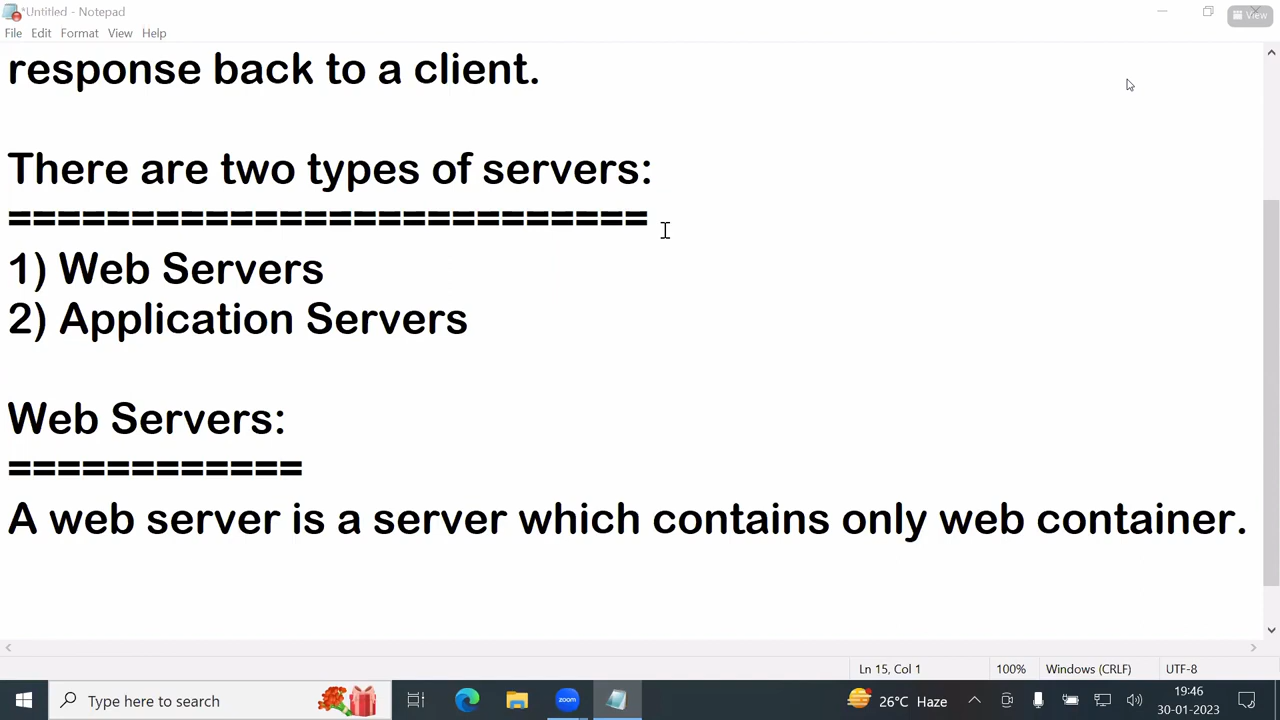 *Untitled - Notepad
View
File Edit Format View Help
response back to a client.
There are two types of servers:
==========================
1) Web Servers
2) Application Servers
Web Servers:
============
A web server is a server which contains only web container.
Ln 15, Col 1 100% Windows (CRLF) UTF-8
Type here to search zoom 26°C Haze 19:46
30-01-2023